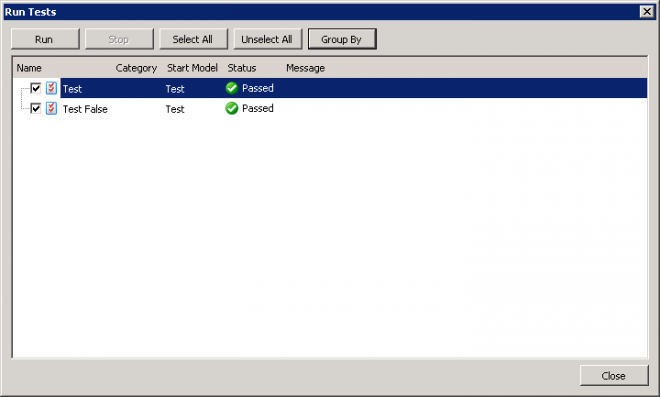 Run Tests
Run Stop Select All Unselect All Group By
Name Category Start Model Status Message
Test Test Passed
Test False Test Passed
Close